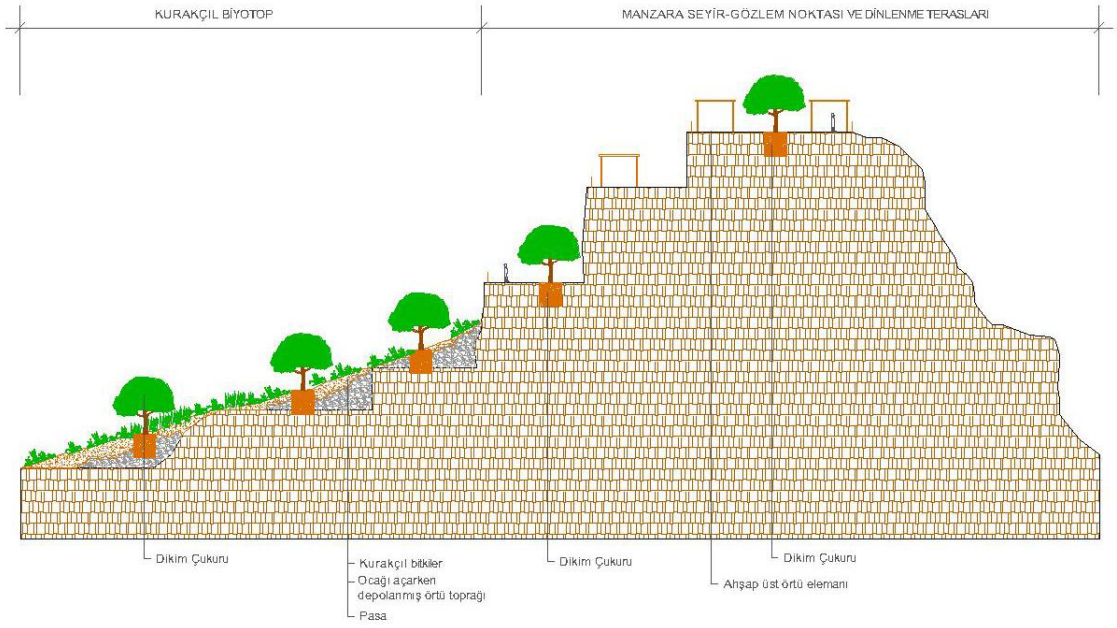 KURAKÇIL BİYOTOP
MANZARA SEYİR-GÖZLEM NOKTASI VE DİNLENME TERASLARI
Dikim Çukuru
Kurakçıl bitkiler
Ocağı açarken
depolanmış örtü toprağı
Pasa
Dikim Çukuru
Ahşap üst örtü elemanı
Dikim Çukuru